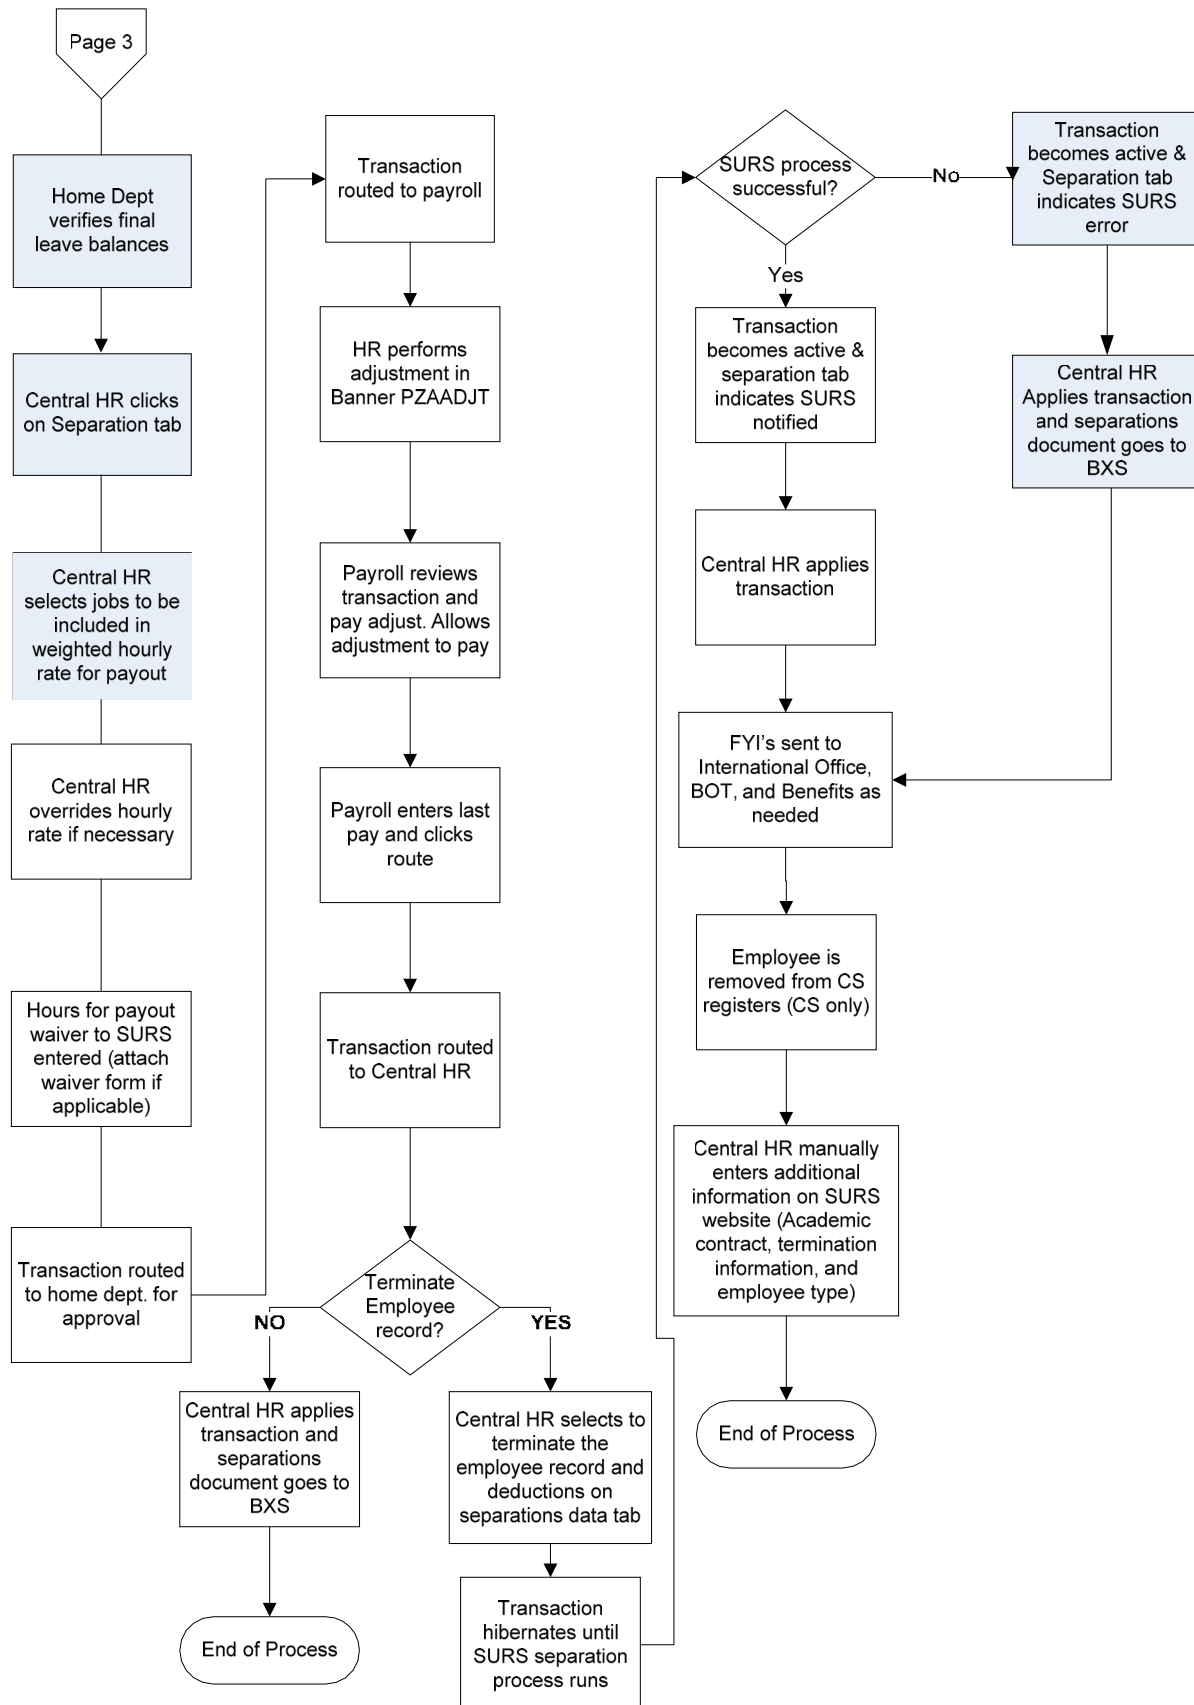 Page 3
Home Dept
verifies final
leave balances
Central HR clicks
on Separation tab
Central HR
selects jobs to be
included in
weighted hourly
rate for payout
Central HR
overrides hourly
rate if necessary
Hours for payout
waiver to SURS
entered (attach
waiver form if
applicable)
Transaction routed
to home dept. for
approval
Transaction
routed to payroll
HR performs
adjustment in
Banner PZAADJT
Payroll reviews
transaction and
pay adjust. Allows
adjustment to pay
Payroll enters last
pay and clicks
route
Transaction routed
to Central HR
Terminate
Employee
record?
NO
YES
Central HR applies
transaction and
separations
document goes to
BXS
End of Process
Central HR selects to
terminate the
employee record and
deductions on
separations data tab
Transaction
hibernates until
SURS separation
process runs
SURS process
successful?
No
Yes
Transaction
becomes active &
Separation tab
indicates SURS
error
Central HR
Applies transaction
and separations
document goes to
BXS
Transaction
becomes active &
separation tab
indicates SURS
notified
Central HR applies
transaction
FYI's sent to
International Office,
BOT, and Benefits as
needed
Employee is
removed from CS
registers (CS only)
Central HR manually
enters additional
information on SURS
website (Academic
contract, termination
information, and
employee type)
End of Process